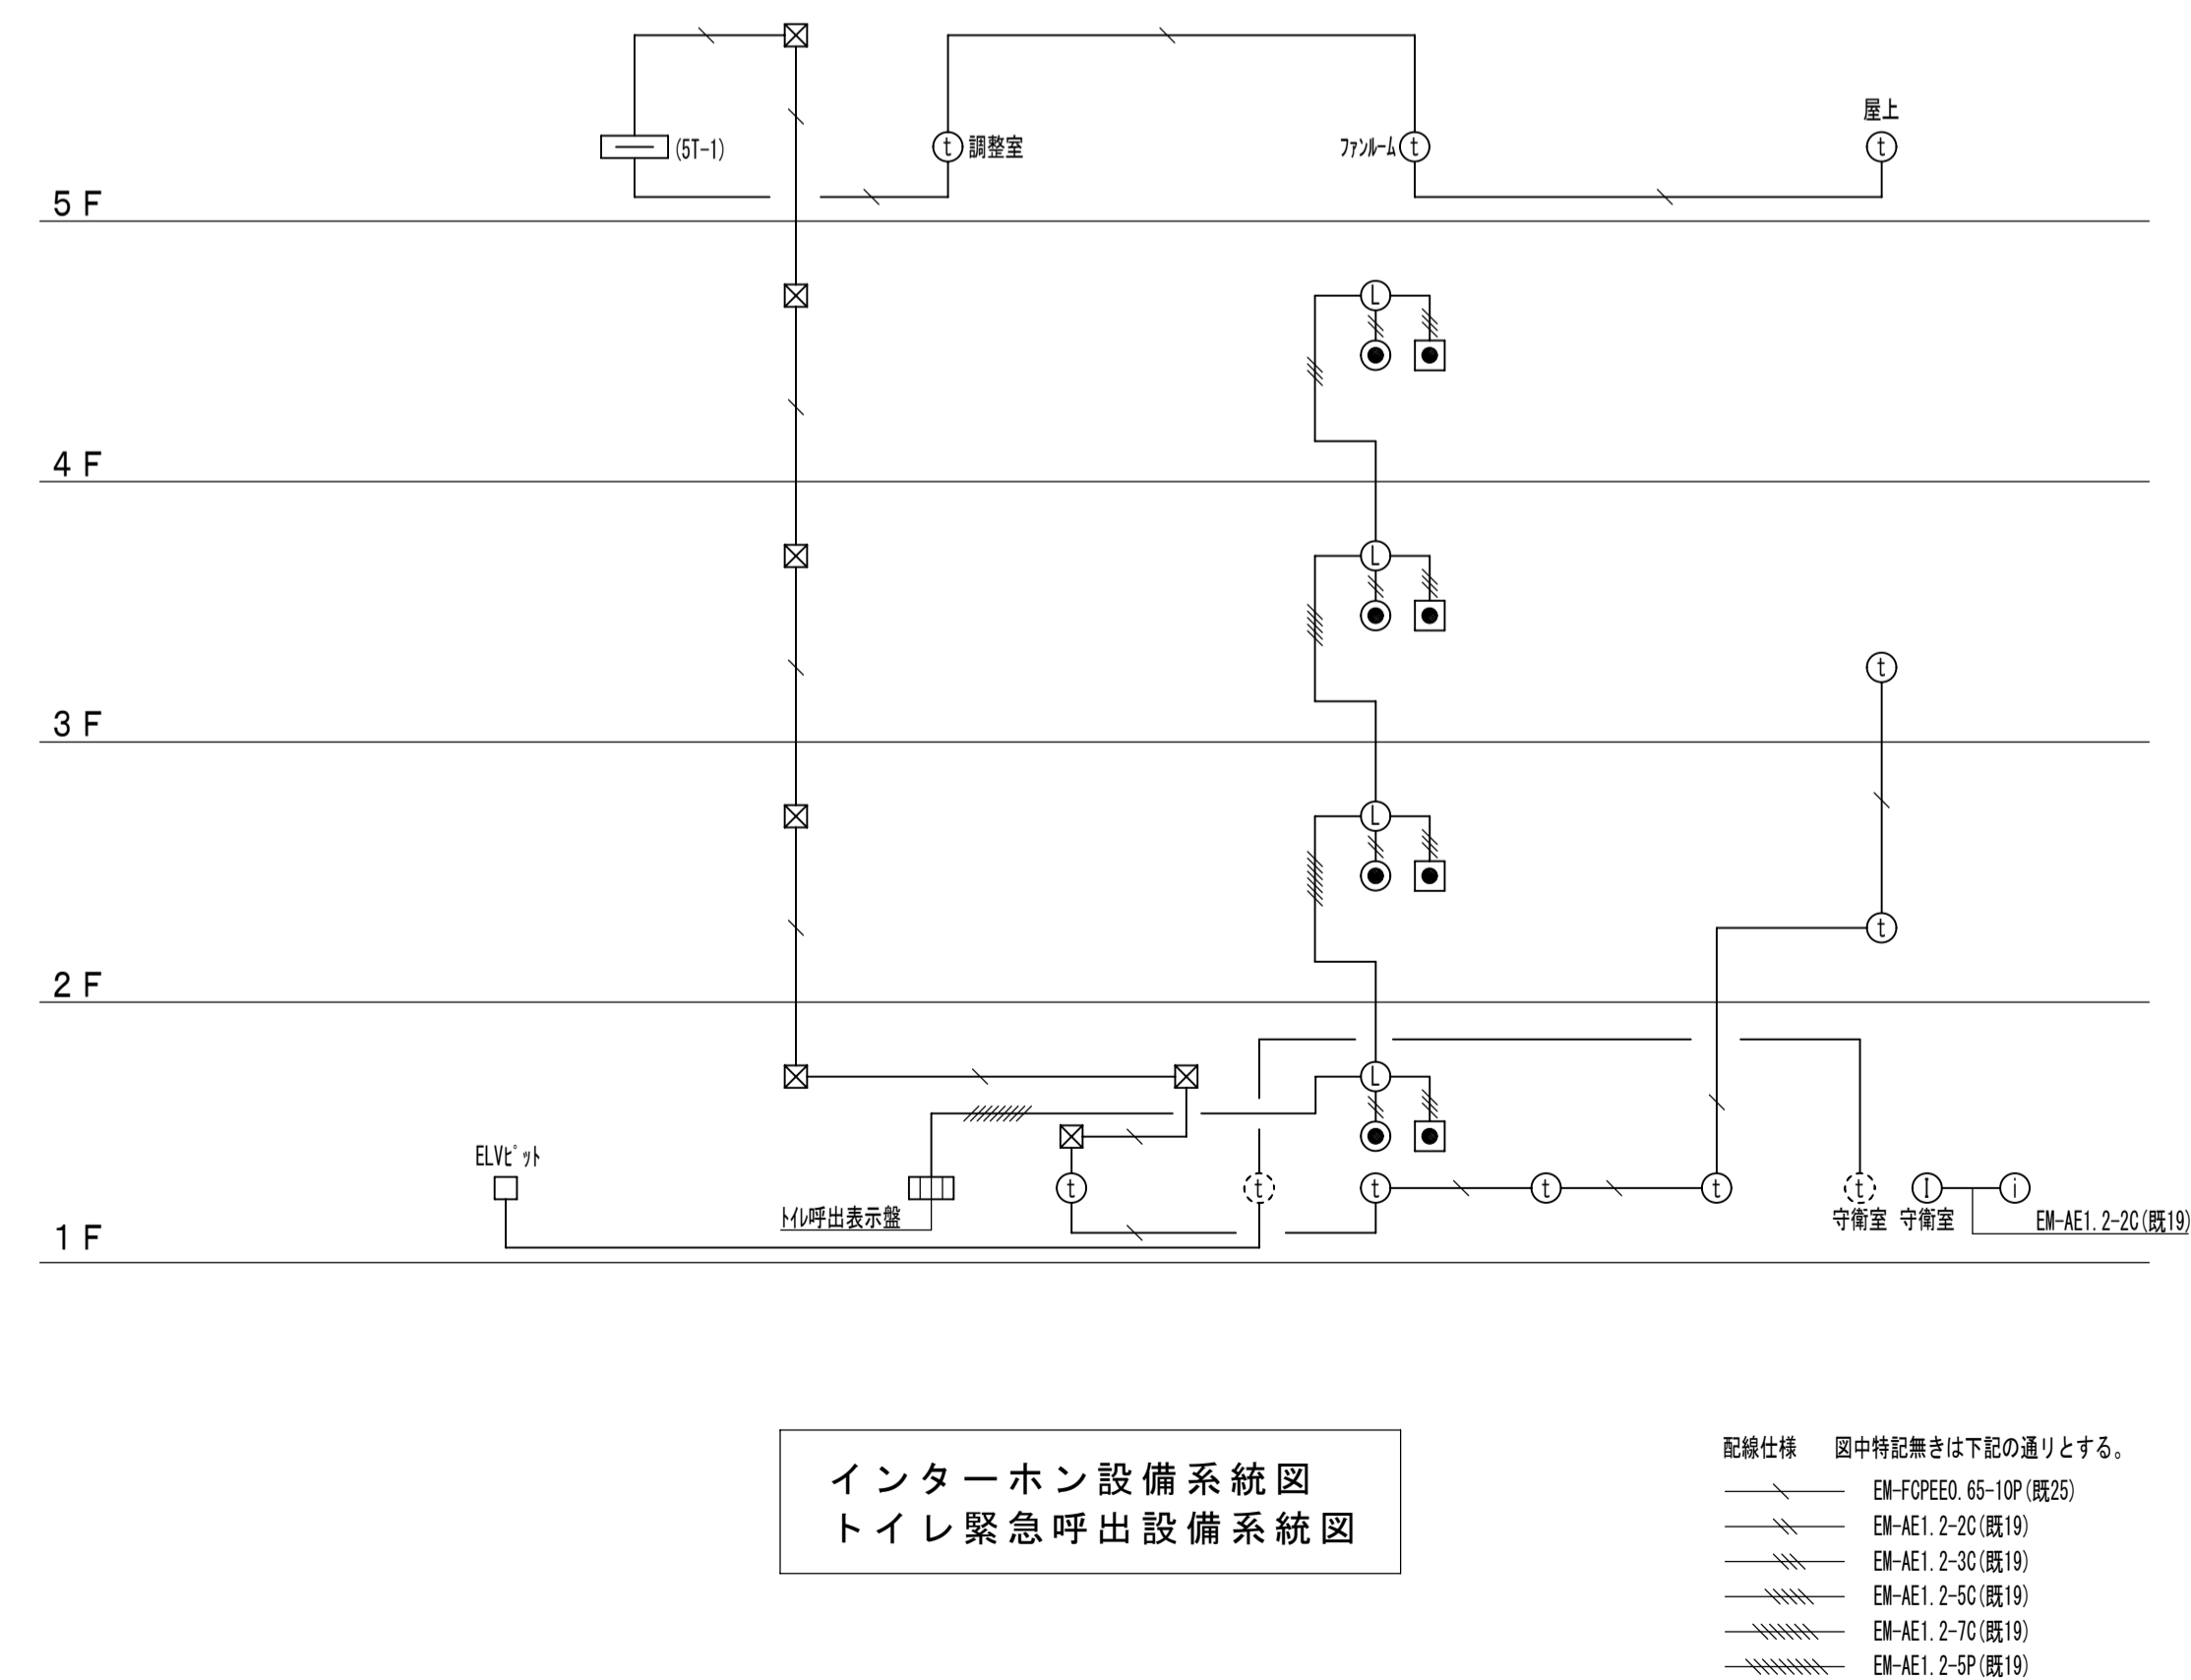 屋上
(5T-1)
t 調整室
ファンルーム t
t
5F
L
4F
L
t
3F
L
t
2F
L
ELVピット
t
t
t
t
t
t
I
i
トイレ呼出表示盤
守衛室 守衛室
EM-AE1.2-2C(既19)
1F
配線仕様 図中特記無きは下記の通りとする。
インターホン設備系統図
トイレ緊急呼出設備系統図
EM-FCPEE0.65-10P(既25)
EM-AE1.2-2C(既19)
EM-AE1.2-3C(既19)
EM-AE1.2-5C(既19)
EM-AE1.2-7C(既19)
EM-AE1.2-5P(既19)